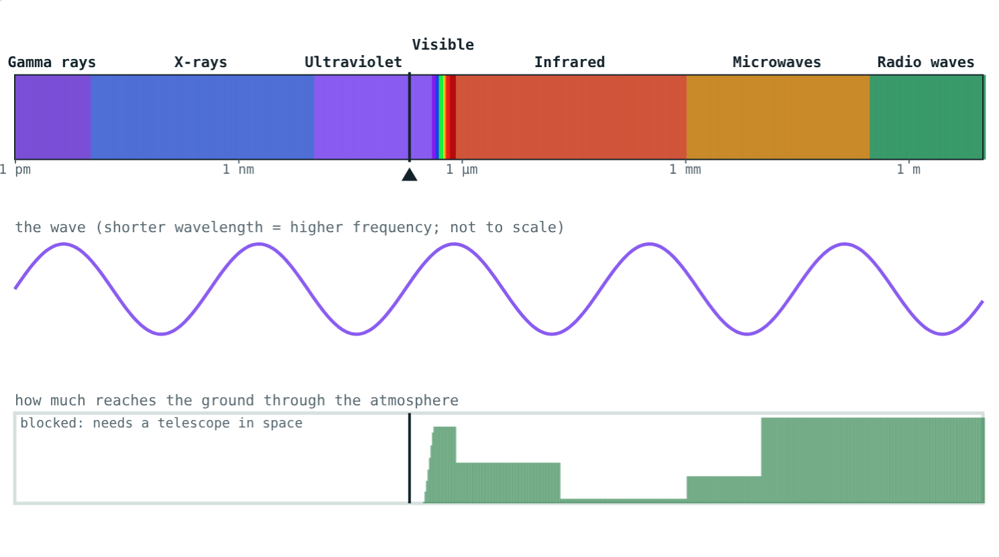 Visible
Gamma rays X-rays Ultraviolet Infrared Microwaves Radio waves
1 pm 1 nm 1 µm 1 mm 1 m
the wave (shorter wavelength = higher frequency; not to scale)
how much reaches the ground through the atmosphere
blocked: needs a telescope in space